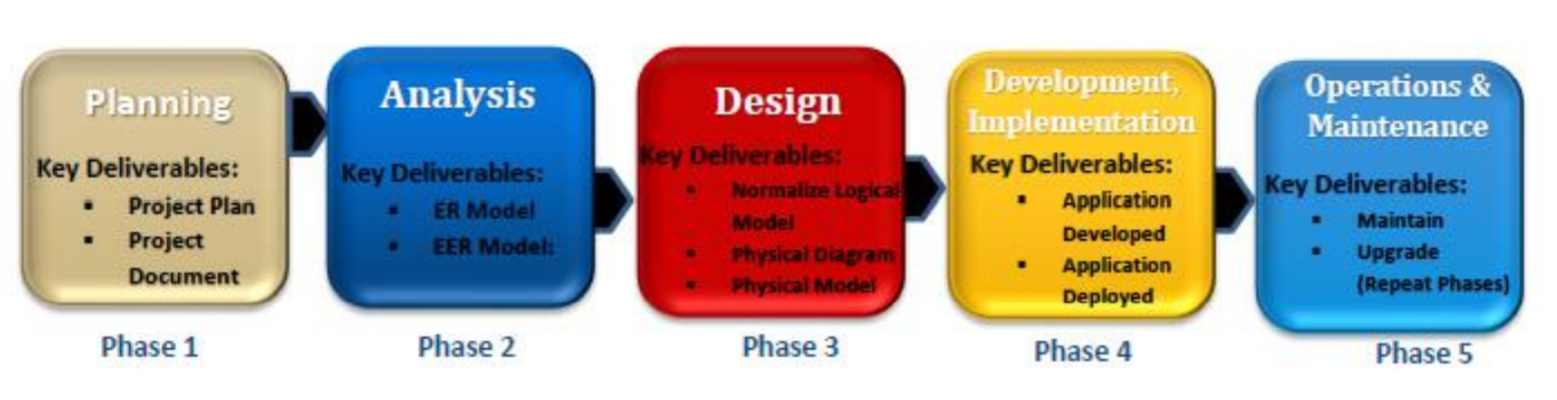 Planning
Key Deliverables:
▪ Project Plan
▪ Project
Document
Phase 1
Analysis
Key Deliverables:
▪ ER Model
▪ EER Model:
Phase 2
Design
Key Deliverables:
▪ Normalize Logical
Model
▪ Physical Diagram
▪ Physical Model
Phase 3
Development,
Implementation
Key Deliverables:
▪ Application
Developed
▪ Application
Deployed
Phase 4
Operations &
Maintenance
Key Deliverables:
▪ Maintain
▪ Upgrade
(Repeat Phases)
Phase 5